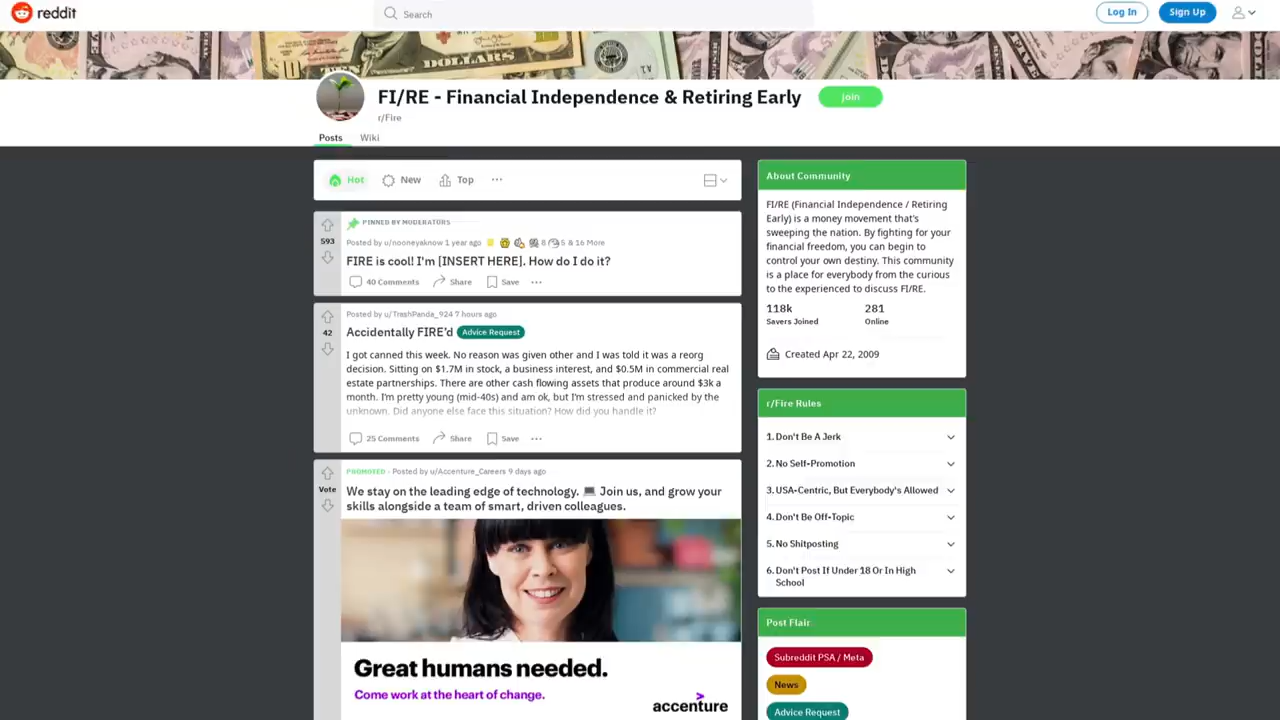 reddit
Search
Log In
Sign Up
DOLLARS
FI/RE - Financial Independence & Retiring Early
Join
r/Fire
Posts
Wiki
Hot
New
Top
PINNED BY MODERATORS
593
Posted by u/nooneyaknow 1 year ago
8
5 & 16 More
FIRE is cool! I'm [INSERT HERE]. How do I do it?
40 Comments
Share
Save
Posted by u/TrashPanda_924 7 hours ago
42
Accidentally FIRE'd
Advice Request
I got canned this week. No reason was given other and I was told it was a reorg
decision. Sitting on $1.7M in stock, a business interest, and $0.5M in commercial real
estate partnerships. There are other cash flowing assets that produce around $3k a
month. I'm pretty young (mid-40s) and am ok, but I'm stressed and panicked by the
unknown. Did anyone else face this situation? How did you handle it?
25 Comments
Share
Save
PROMOTED · Posted by u/Accenture_Careers 9 days ago
Vote
We stay on the leading edge of technology. 💻 Join us, and grow your
skills alongside a team of smart, driven colleagues.
Great humans needed.
Come work at the heart of change.
accenture
About Community
FI/RE (Financial Independence / Retiring
Early) is a money movement that's
sweeping the nation. By fighting for your
financial freedom, you can begin to
control your own destiny. This community
is a place for everybody from the curious
to the experienced to discuss FI/RE.
118k
281
Savers Joined
Online
Created Apr 22, 2009
r/Fire Rules
1. Don't Be A Jerk
2. No Self-Promotion
3. USA-Centric, But Everybody's Allowed
4. Don't Be Off-Topic
5. No Shitposting
6. Don't Post If Under 18 Or In High
School
Post Flair
Subreddit PSA / Meta
News
Advice Request